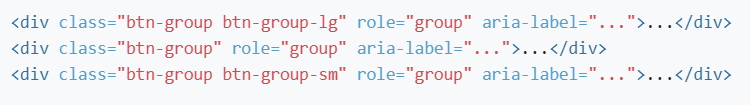 <div class="btn-group btn-group-lg" role="group" aria-label="...">...</div>
<div class="btn-group" role="group" aria-label="...">...</div>
<div class="btn-group btn-group-sm" role="group" aria-label="...">...</div>